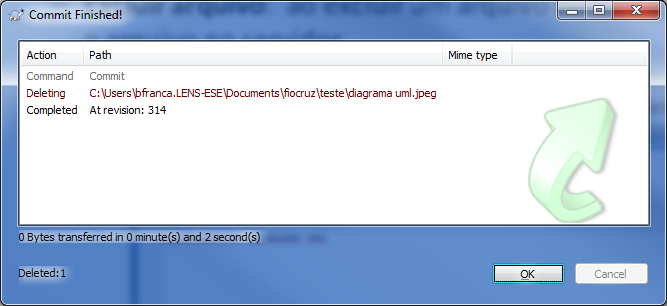 Commit Finished!
Action Path Mime type
Command Commit
Deleting C:\Users\bfranca.LENS-ESE\Documents\fiocruz\teste\diagrama uml.jpeg
Completed At revision: 314
0 Bytes transferred in 0 minute(s) and 2 second(s)
Deleted:1
OK Cancel